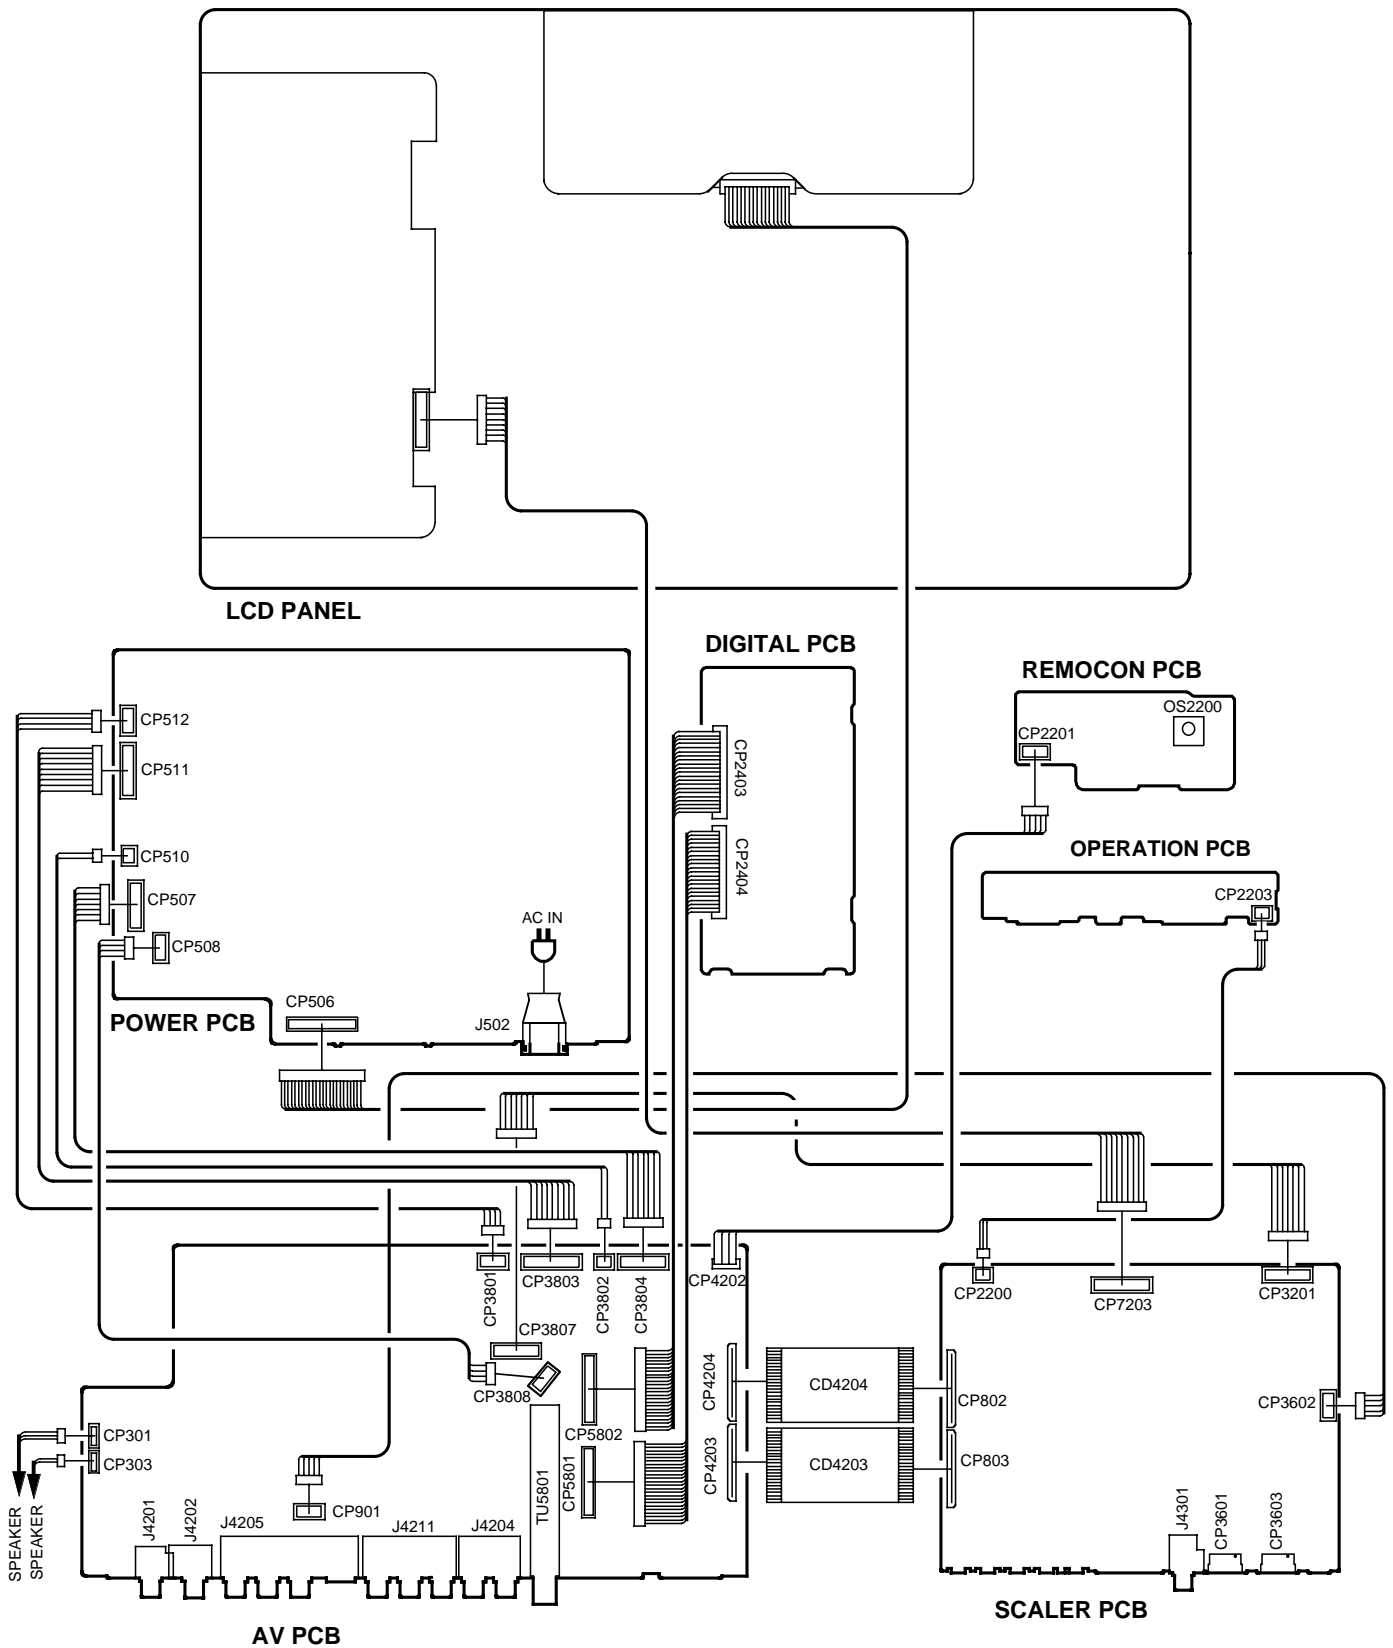 LCD PANEL
DIGITAL PCB
REMOCON PCB
OS2200
CP2201
CP512
CP511
CP2403
OPERATION PCB
CP510
CP2404
CP507
CP2203
AC IN
CP508
CP506
POWER PCB
J502
CP3801
CP3803
CP3802
CP3804
CP4202
CP2200
CP7203
CP3201
CP3807
CP3808
CP4204
CD4204
CP802
CP3602
CP301
CP303
CP5802
CP4203
CD4203
CP803
CP5801
TU5801
CP901
SPEAKER
SPEAKER
J4201
J4202
J4205
J4211
J4204
J4301
CP3601
CP3603
SCALER PCB
AV PCB